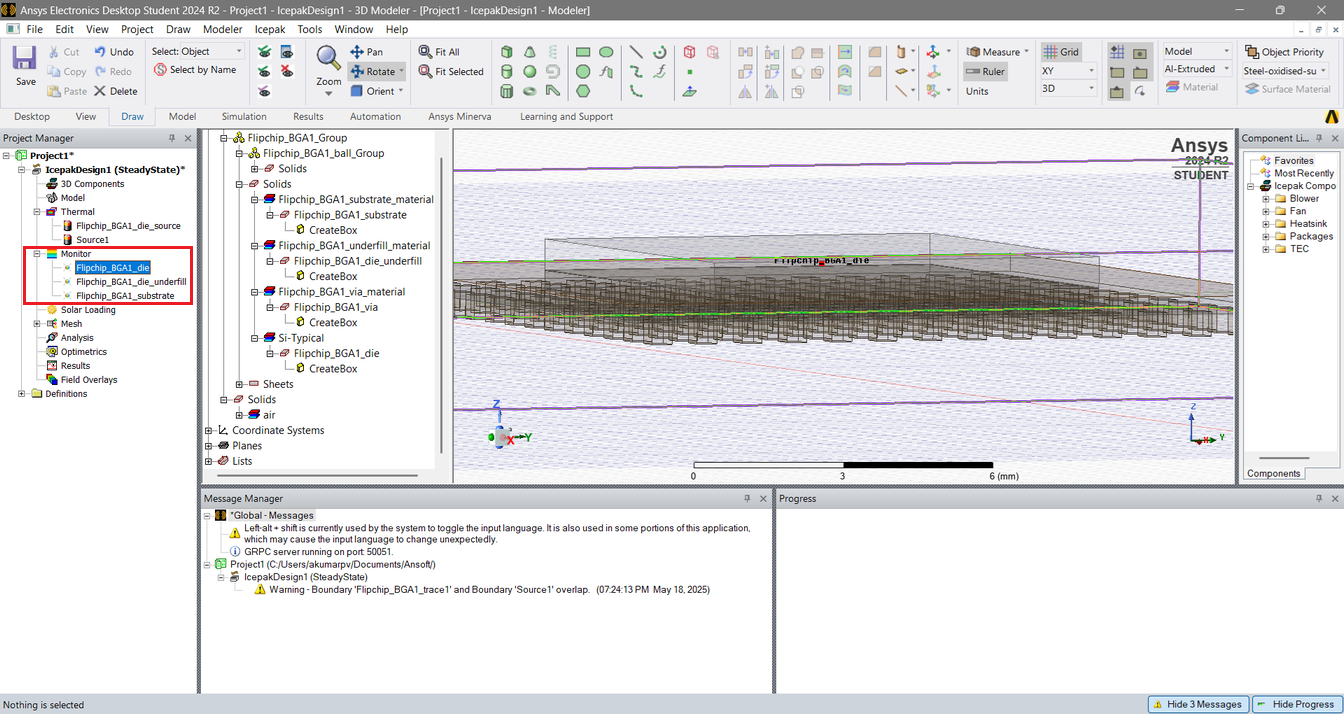 Ansys Electronics Desktop Student 2024 R2 - Project1 - IcepakDesign1 - 3D Modeler - [Project1 - IcepakDesign1 - Modeler]
File Edit View Project Draw Modeler Icepak Tools Window Help
Save
Cut
Copy
Paste
Undo
Redo
Delete
Select: Object
Select by Name
Zoom
Pan
Rotate
Orient
Fit All
Fit Selected
Measure
Ruler
Units
Grid
XY
3D
Model
AI-Extruded
Material
Object Priority
Steel-oxidised-su
Surface Material
Desktop View Draw Model Simulation Results Automation Ansys Minerva Learning and Support
Project Manager
Project1*
IcepakDesign1 (SteadyState)*
3D Components
Model
Thermal
Flipchip_BGA1_die_source
Source1
Monitor
Flipchip_BGA1_die
Flipchip_BGA1_die_underfill
Flipchip_BGA1_substrate
Solar Loading
Mesh
Analysis
Optimetrics
Results
Field Overlays
Definitions
Flipchip_BGA1_Group
Flipchip_BGA1_ball_Group
Solids
Solids
Flipchip_BGA1_substrate_material
Flipchip_BGA1_substrate
CreateBox
Flipchip_BGA1_underfill_material
Flipchip_BGA1_die_underfill
CreateBox
Flipchip_BGA1_via_material
Flipchip_BGA1_via
CreateBox
Si-Typical
Flipchip_BGA1_die
CreateBox
Sheets
Solids
air
Coordinate Systems
Planes
Lists
Ansys
2024 R2
STUDENT
Flipchip_BGA1_die
Z
X
Y
Z
X
Y
0 3 6 (mm)
Component Li...
Favorites
Most Recently
Icepak Compo
Blower
Fan
Heatsink
Packages
TEC
Components
Message Manager
*Global - Messages
Left-alt + shift is currently used by the system to toggle the input language. It is also used in some portions of this application,
which may cause the input language to change unexpectedly.
GRPC server running on port: 50051.
Project1 (C:/Users/akumarpv/Documents/Ansoft/)
IcepakDesign1 (SteadyState)
Warning - Boundary 'Flipchip_BGA1_trace1' and Boundary 'Source1' overlap. (07:24:13 PM May 18, 2025)
Progress
Nothing is selected
Hide 3 Messages
Hide Progress